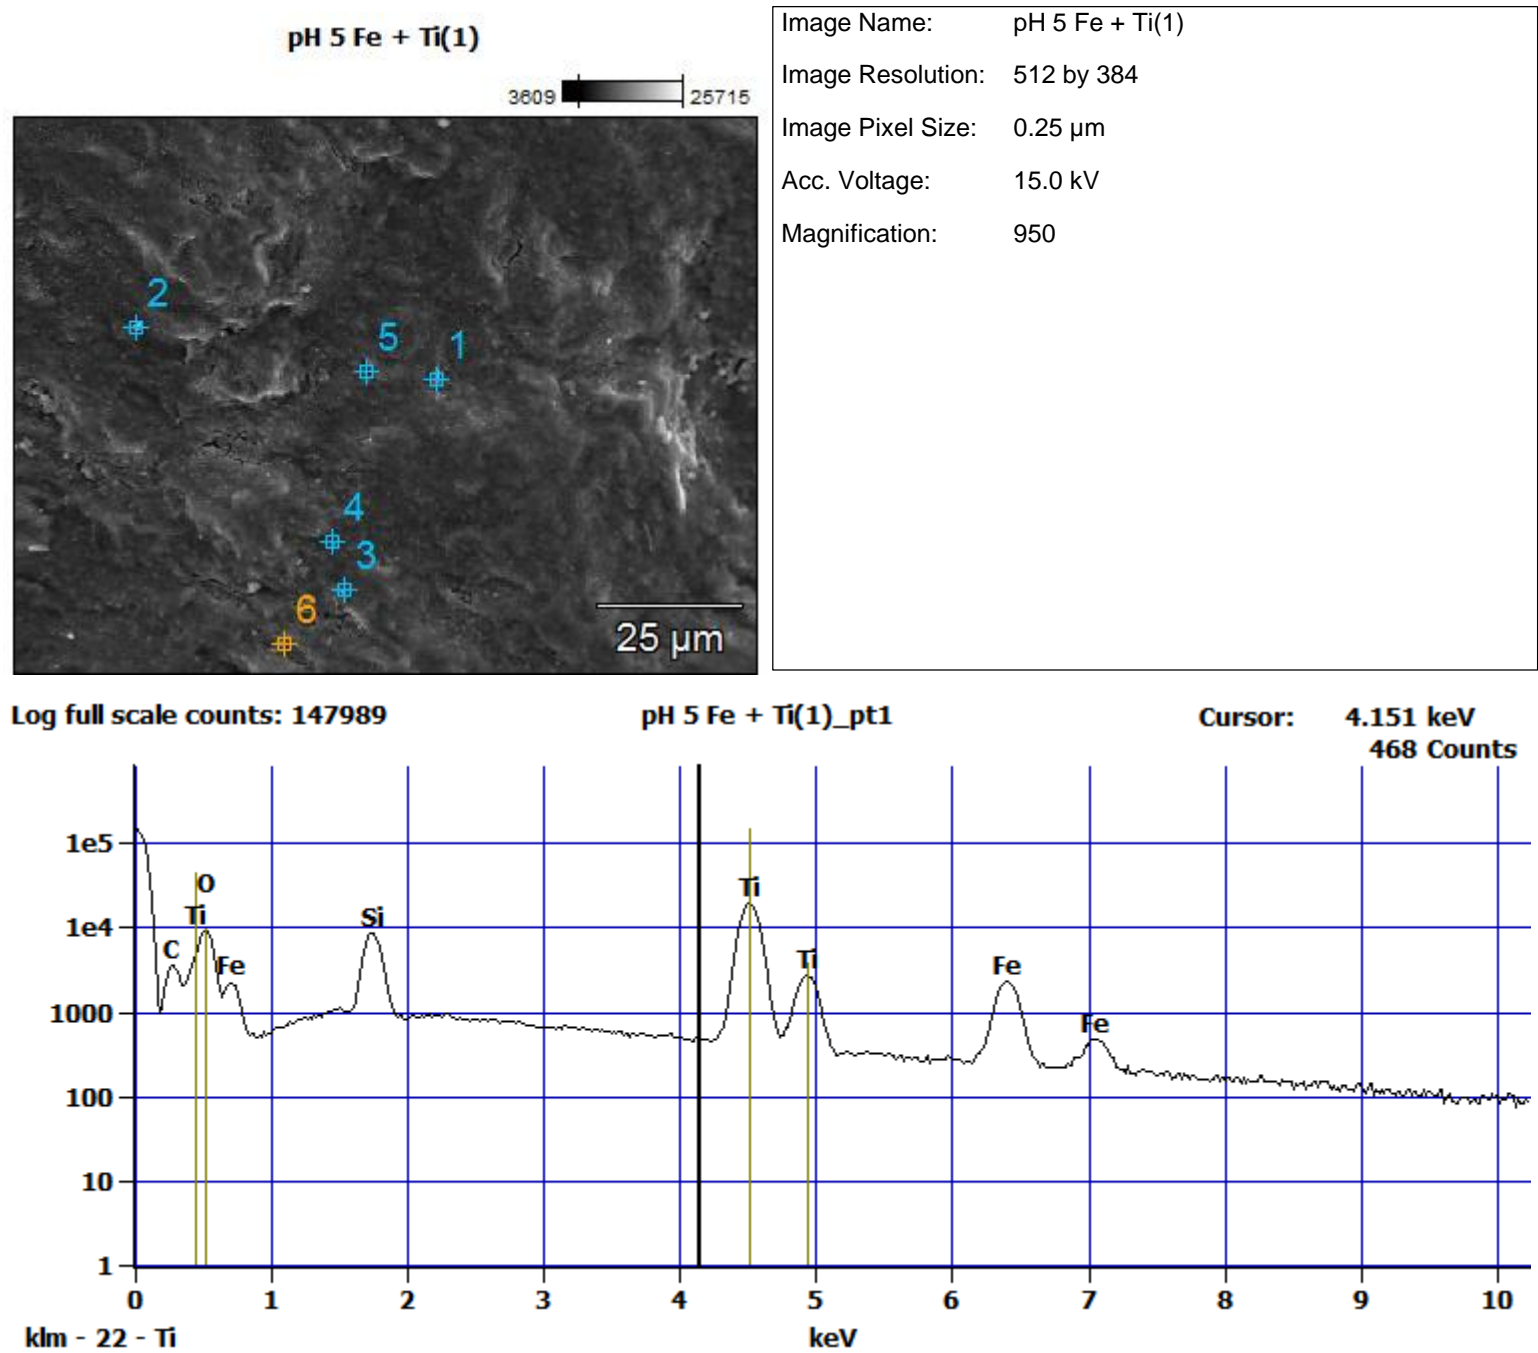 pH 5 Fe + Ti(1)
3609 25715
2
5 1
4
3
6
25 µm
Image Name: pH 5 Fe + Ti(1)
Image Resolution: 512 by 384
Image Pixel Size: 0.25 µm
Acc. Voltage: 15.0 kV
Magnification: 950
Log full scale counts: 147989 pH 5 Fe + Ti(1)_pt1 Cursor: 4.151 keV
468 Counts
1e5
1e4
1000
100
10
1
O
Ti
C
Fe
Si
Ti
Ti
Fe
Fe
0 1 2 3 4 5 6 7 8 9 10
klm - 22 - Ti keV